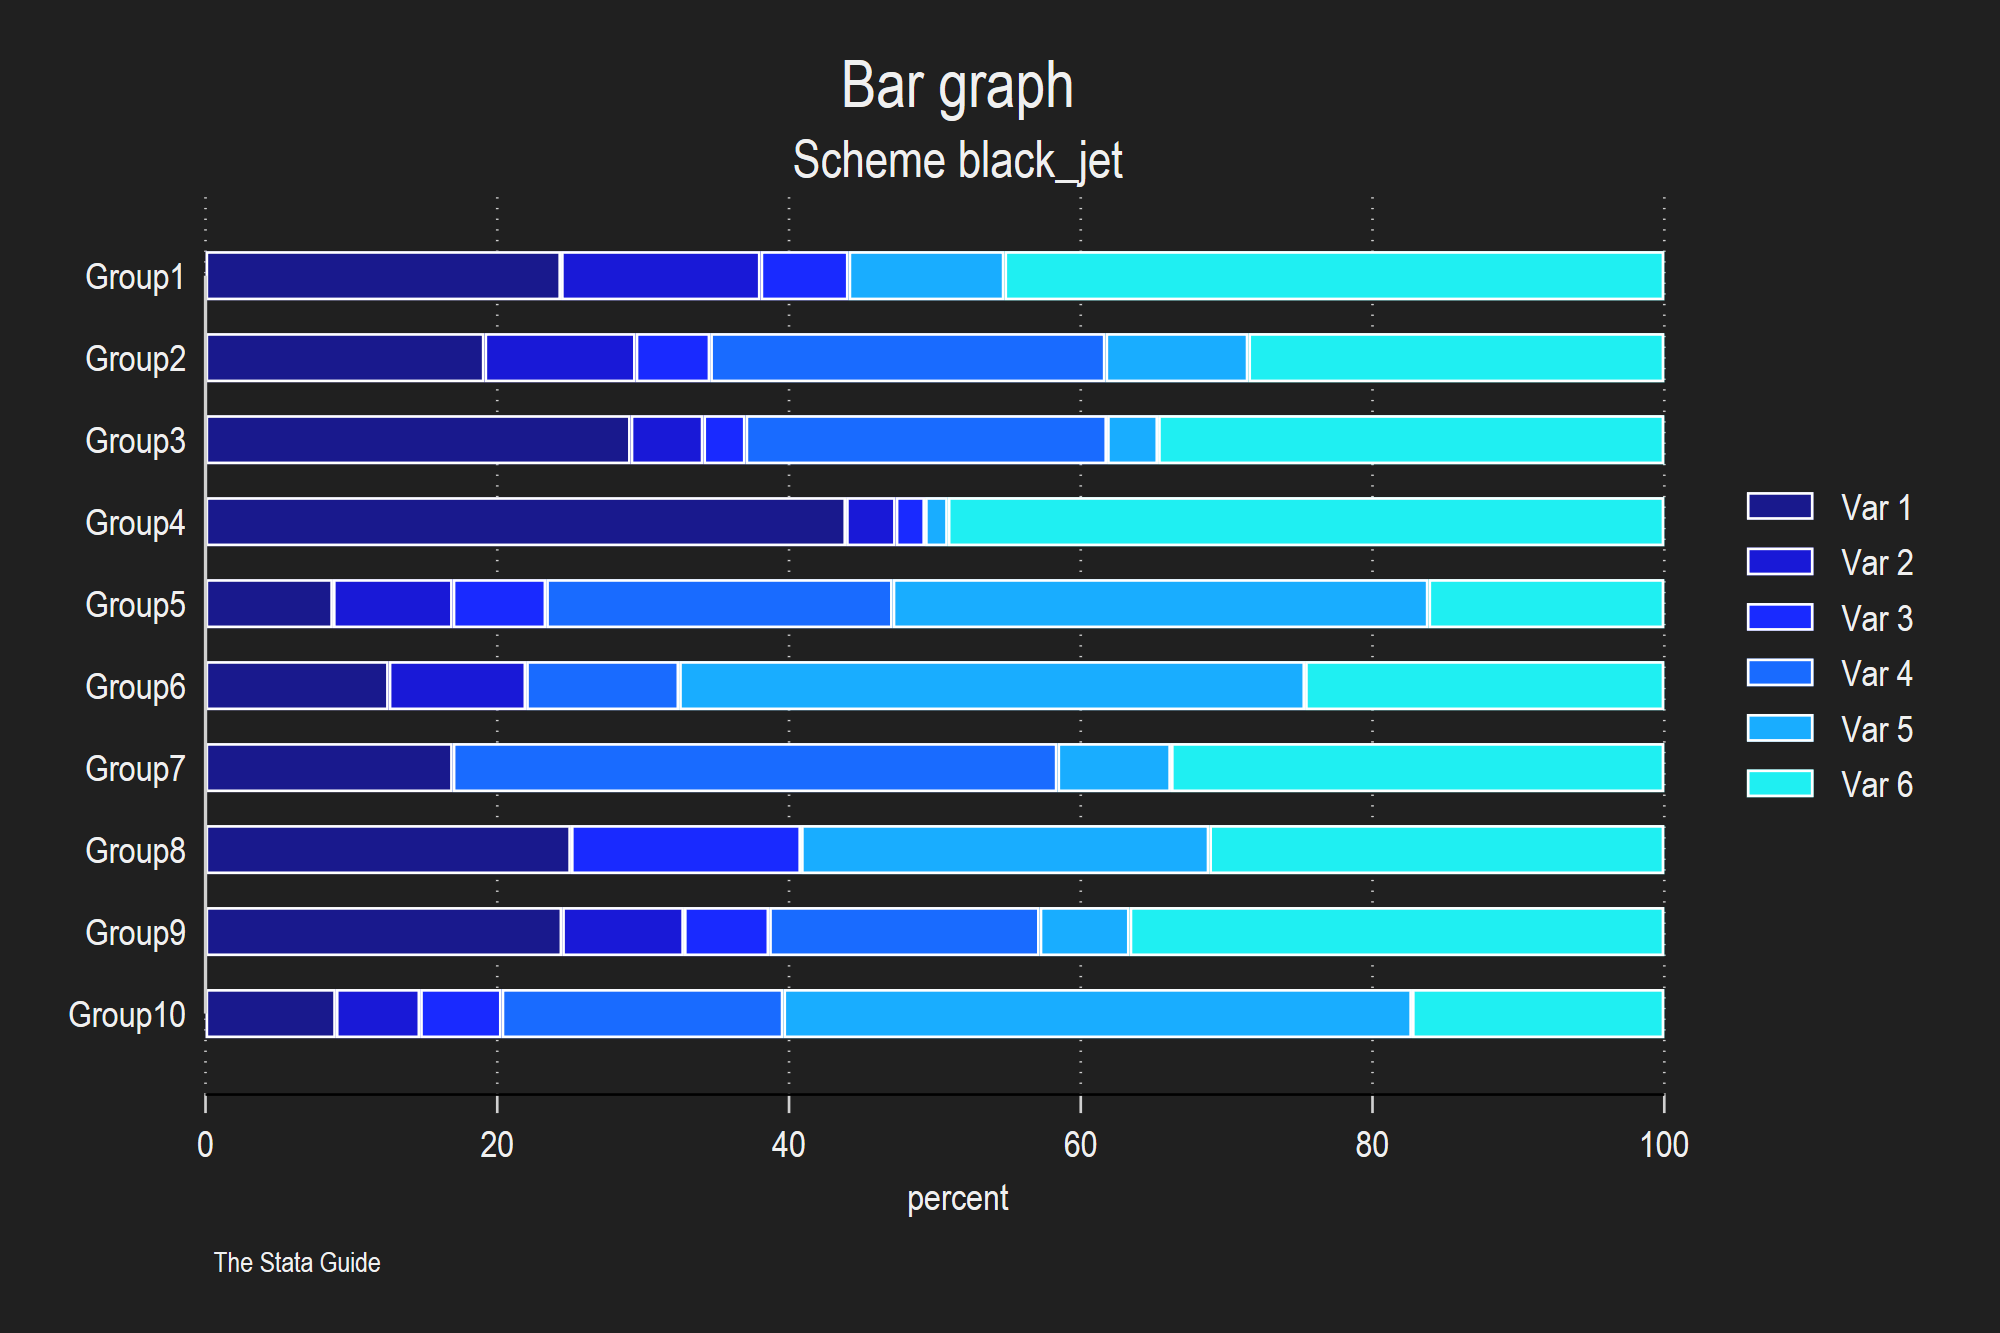 Bar graph
Scheme black_jet
Group1
Group2
Group3
Group4
Group5
Group6
Group7
Group8
Group9
Group10
Var 1
Var 2
Var 3
Var 4
Var 5
Var 6
0 20 40 60 80 100
percent
The Stata Guide